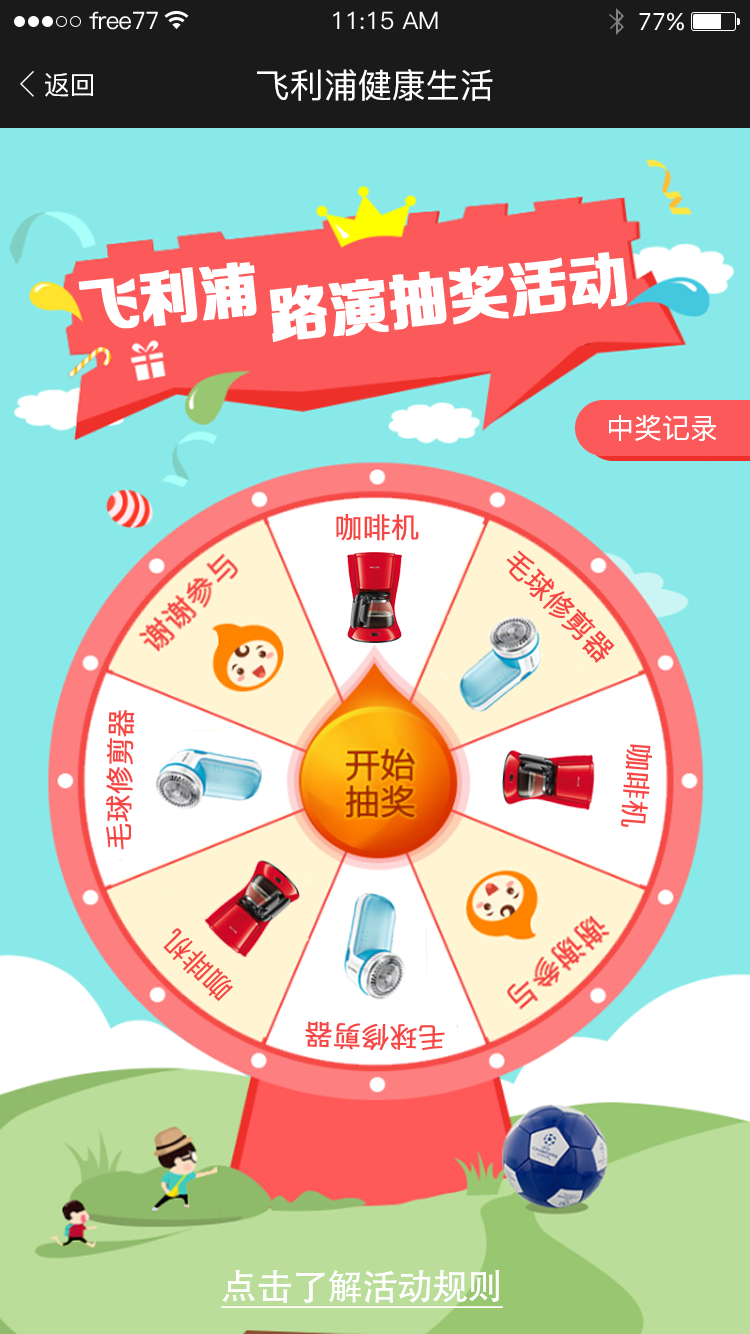 free77 11:15 AM 77%
返回 飞利浦健康生活
飞利浦 路演抽奖活动
中奖记录
咖啡机
毛球修剪器
咖啡机
谢谢参与
毛球修剪器
咖啡机
毛球修剪器
谢谢参与
开始
抽奖
点击了解活动规则